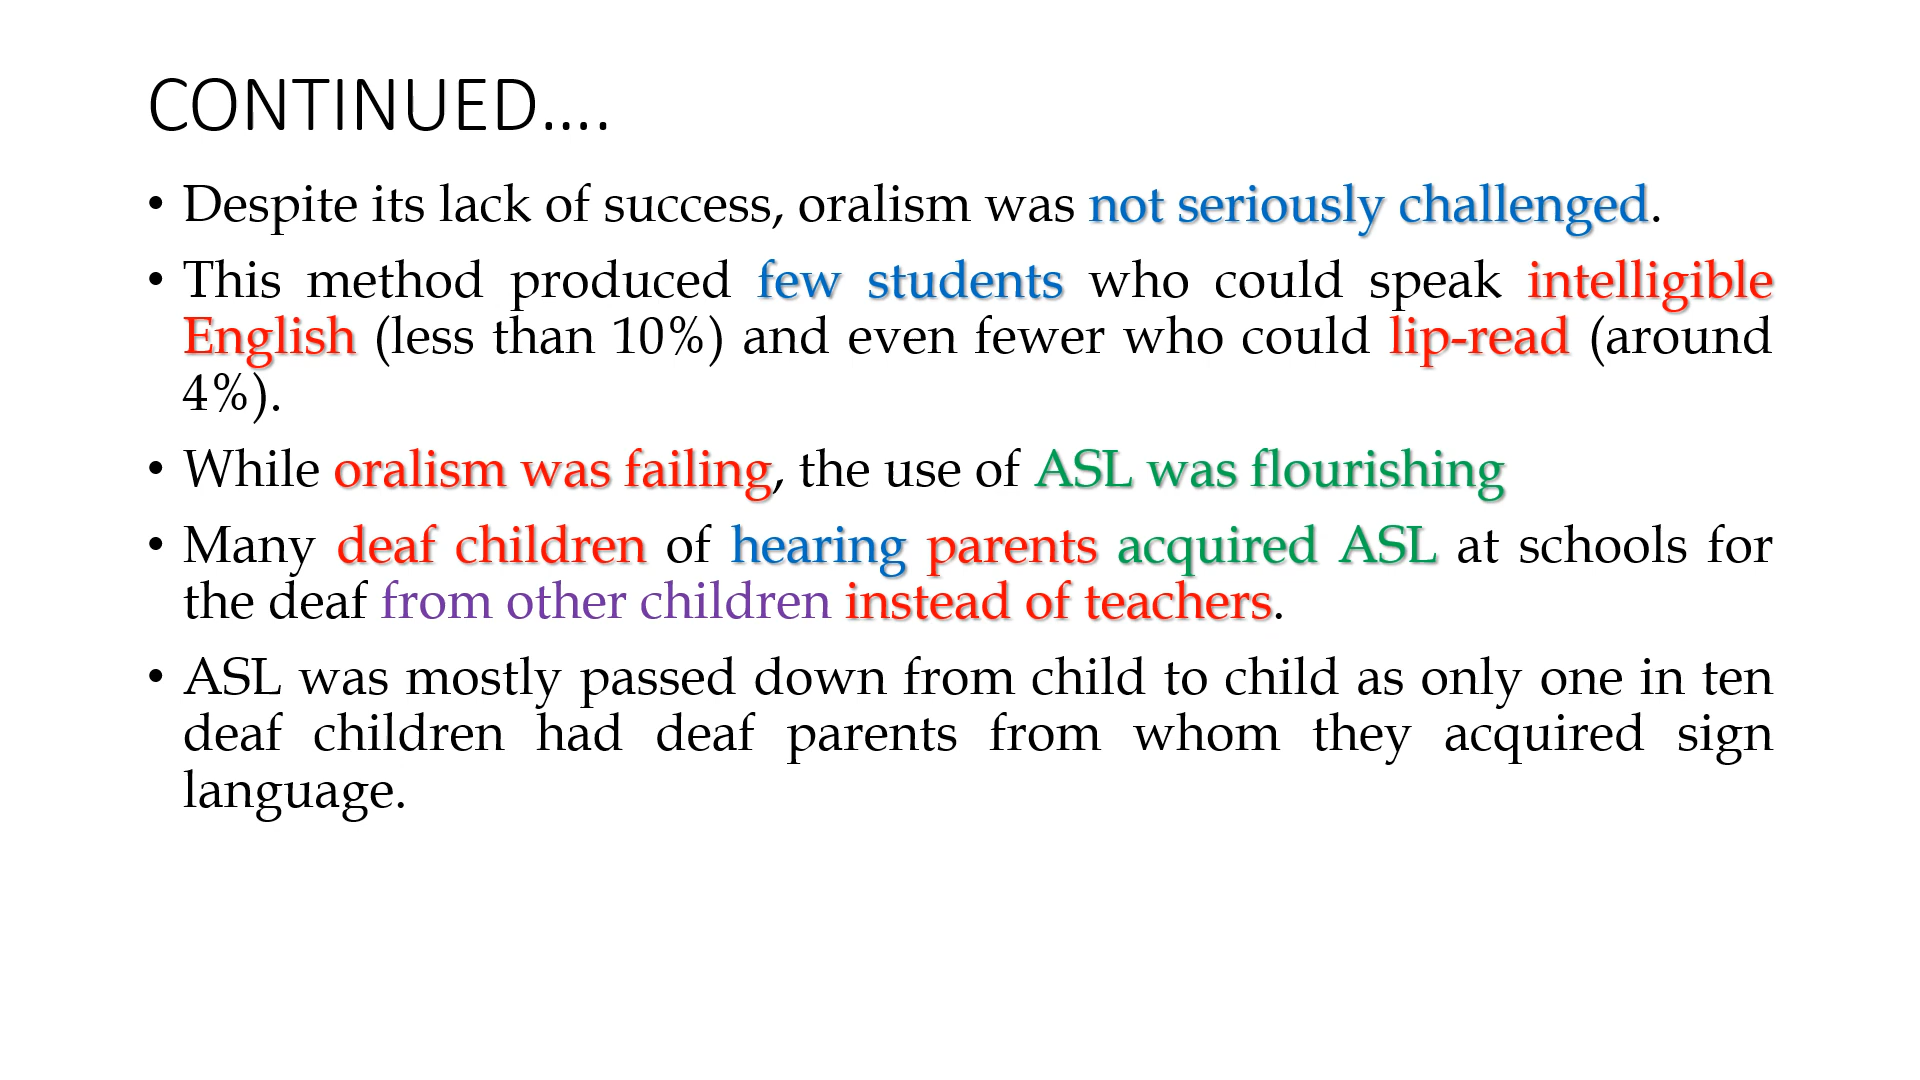 CONTINUED….
• Despite its lack of success, oralism was not seriously challenged.
• This method produced few students who could speak intelligible
English (less than 10%) and even fewer who could lip-read (around
4%).
• While oralism was failing, the use of ASL was flourishing
• Many deaf children of hearing parents acquired ASL at schools for
the deaf from other children instead of teachers.
• ASL was mostly passed down from child to child as only one in ten
deaf children had deaf parents from whom they acquired sign
language.